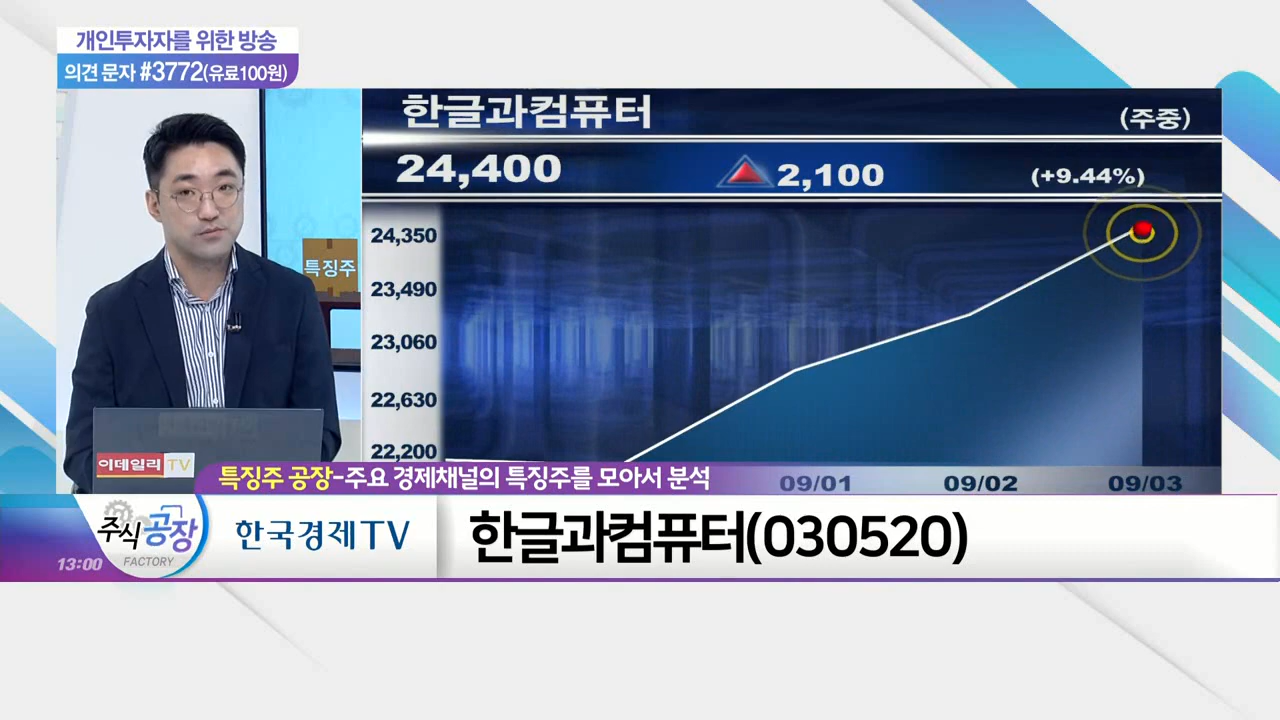 개인투자자를 위한 방송
의견 문자 #3772(유료100원)
한글과컴퓨터
(주중)
24,400
2,100
(+9.44%)
24,350
23,490
23,060
22,630
22,200
09/01
09/02
09/03
특징주
이데일리 TV
특징주 공장-주요 경제채널의 특징주를 모아서 분석
주식공장
FACTORY
13:00
한국경제TV
한글과컴퓨터(030520)